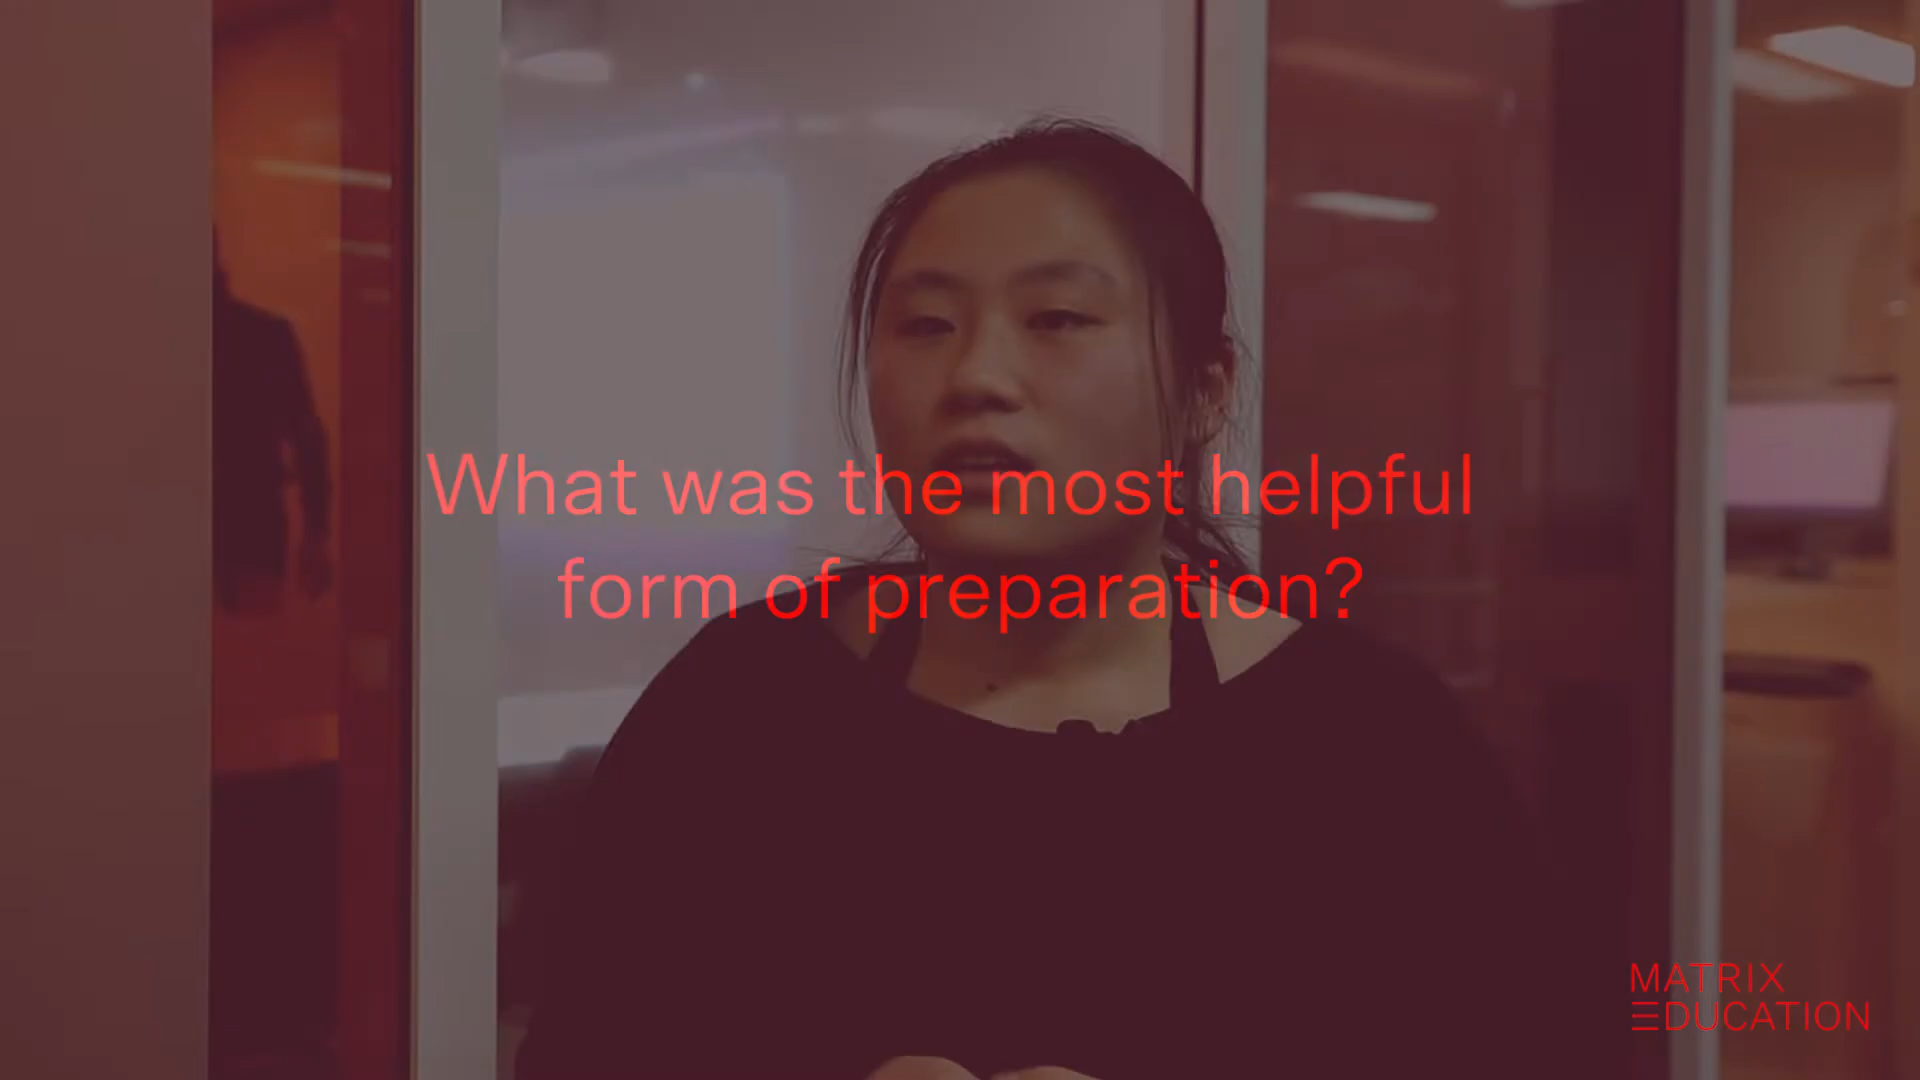 What was the most helpful
form of preparation?
MATRIX
EDUCATION